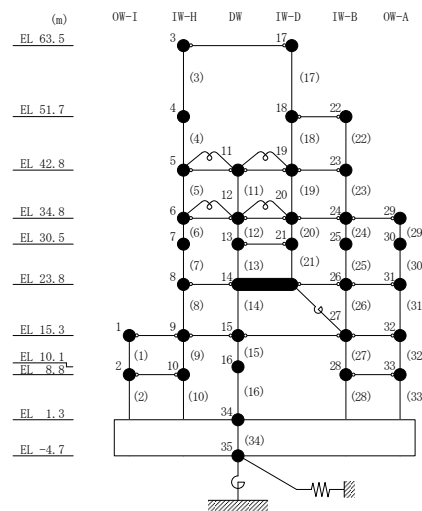 (m) OW-I IW-H DW IW-D IW-B OW-A
EL 63.5 3 17
(3) (17)
EL 51.7 4 18 22
(4) (18) (22)
11 19
EL 42.8 5 23
(5) (11) (19) (23)
12 20
EL 34.8 6 24 29
(6) (12) (20) (24) (29)
EL 30.5 7 13 21 25 30
(7) (13) (21) (25) (30)
EL 23.8 8 14 26 31
(8) (14) (26) (31)
27
EL 15.3 1 9 15 32
(1) (9) (15) (27) (32)
EL 10.1 16
EL 8.8 2 10 28 33
(2) (10) (16) (28) (33)
EL 1.3 34
(34)
EL -4.7 35